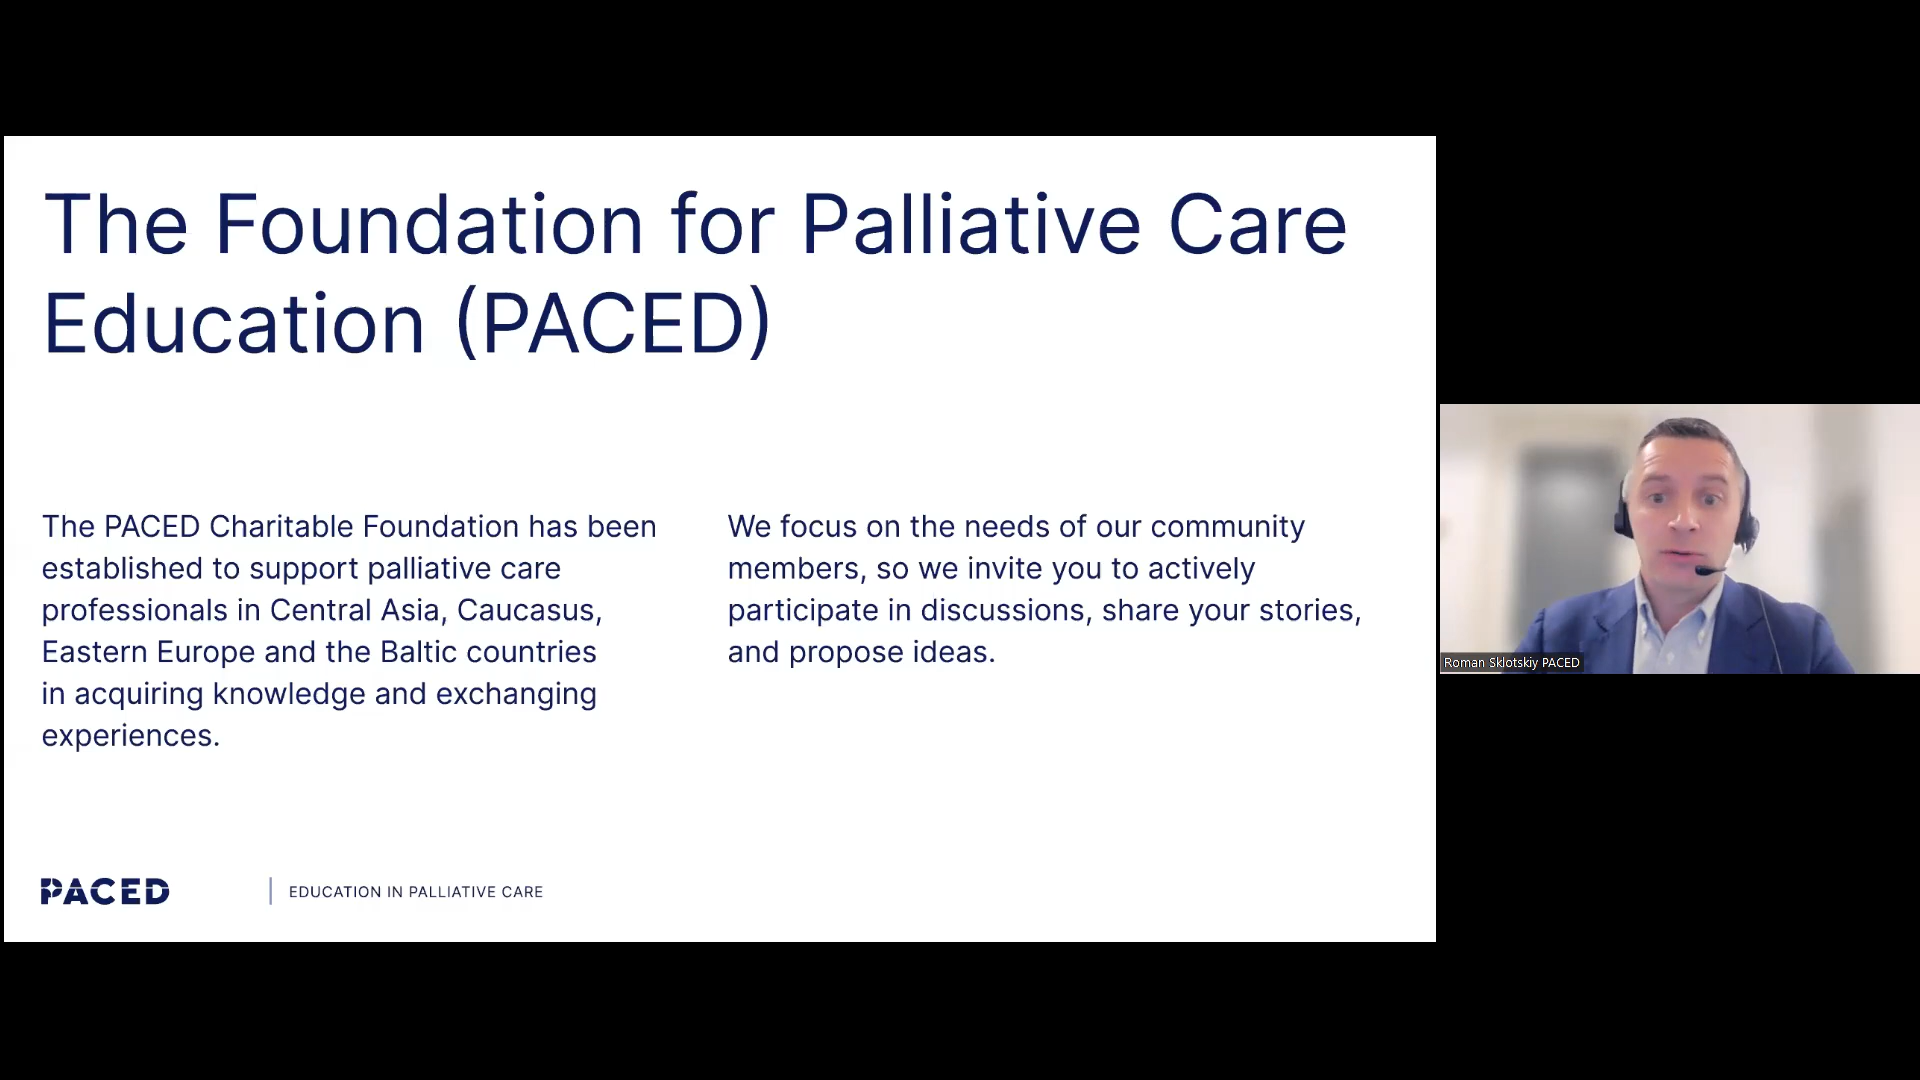 The Foundation for Palliative Care
Education (PACED)
The PACED Charitable Foundation has been
established to support palliative care
professionals in Central Asia, Caucasus,
Eastern Europe and the Baltic countries
in acquiring knowledge and exchanging
experiences.
We focus on the needs of our community
members, so we invite you to actively
participate in discussions, share your stories,
and propose ideas.
PACED
EDUCATION IN PALLIATIVE CARE
Roman Sklotskiy PACED